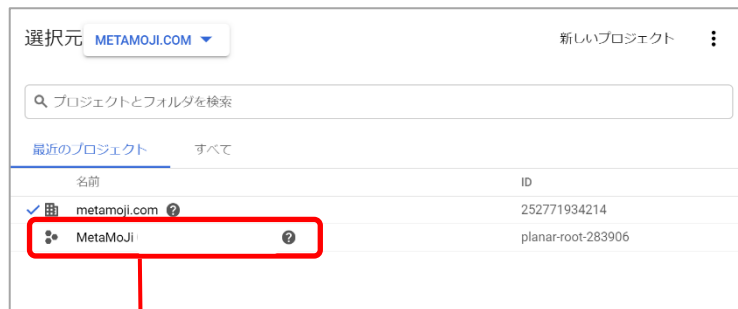 選択元 METAMOJI.COM 新しいプロジェクト
プロジェクトとフォルダを検索
最近のプロジェクト すべて
名前 ID
metamoji.com 252771934214
MetaMoJi planar-root-283906